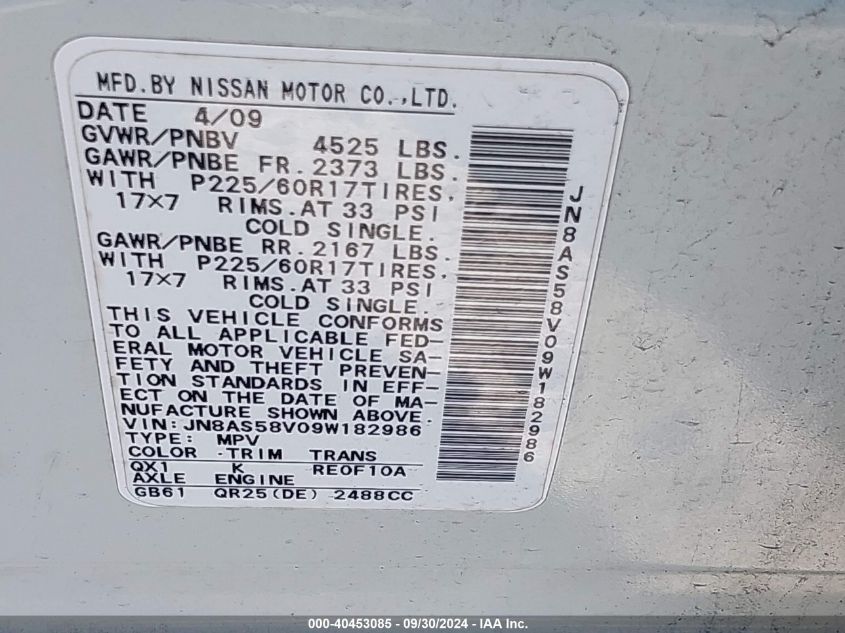 MFD.BY NISSAN MOTOR CO.,LTD.
DATE 4/09
GVWR/PNBV 4525 LBS.
GAWR/PNBE FR. 2373 LBS.
WITH P225/60R17TIRES,
17×7 RIMS.AT 33 PSI
COLD SINGLE.
GAWR/PNBE RR. 2167 LBS.
WITH P225/60R17TIRES,
17×7 RIMS.AT 33 PSI
COLD SINGLE.
THIS VEHICLE CONFORMS
TO ALL APPLICABLE FED-
ERAL MOTOR VEHICLE SA-
FETY AND THEFT PREVEN-
TION STANDARDS IN EFF-
ECT ON THE DATE OF MA-
NUFACTURE SHOWN ABOVE.
VIN:JN8AS58V09W182986
TYPE: MPV
COLOR -TRIM TRANS
QX1 K RE0F10A
AXLE ENGINE
GB61 QR25(DE) 2488CC
JN8AS58V09W182986
000-40453085 - 09/30/2024 - IAA Inc.